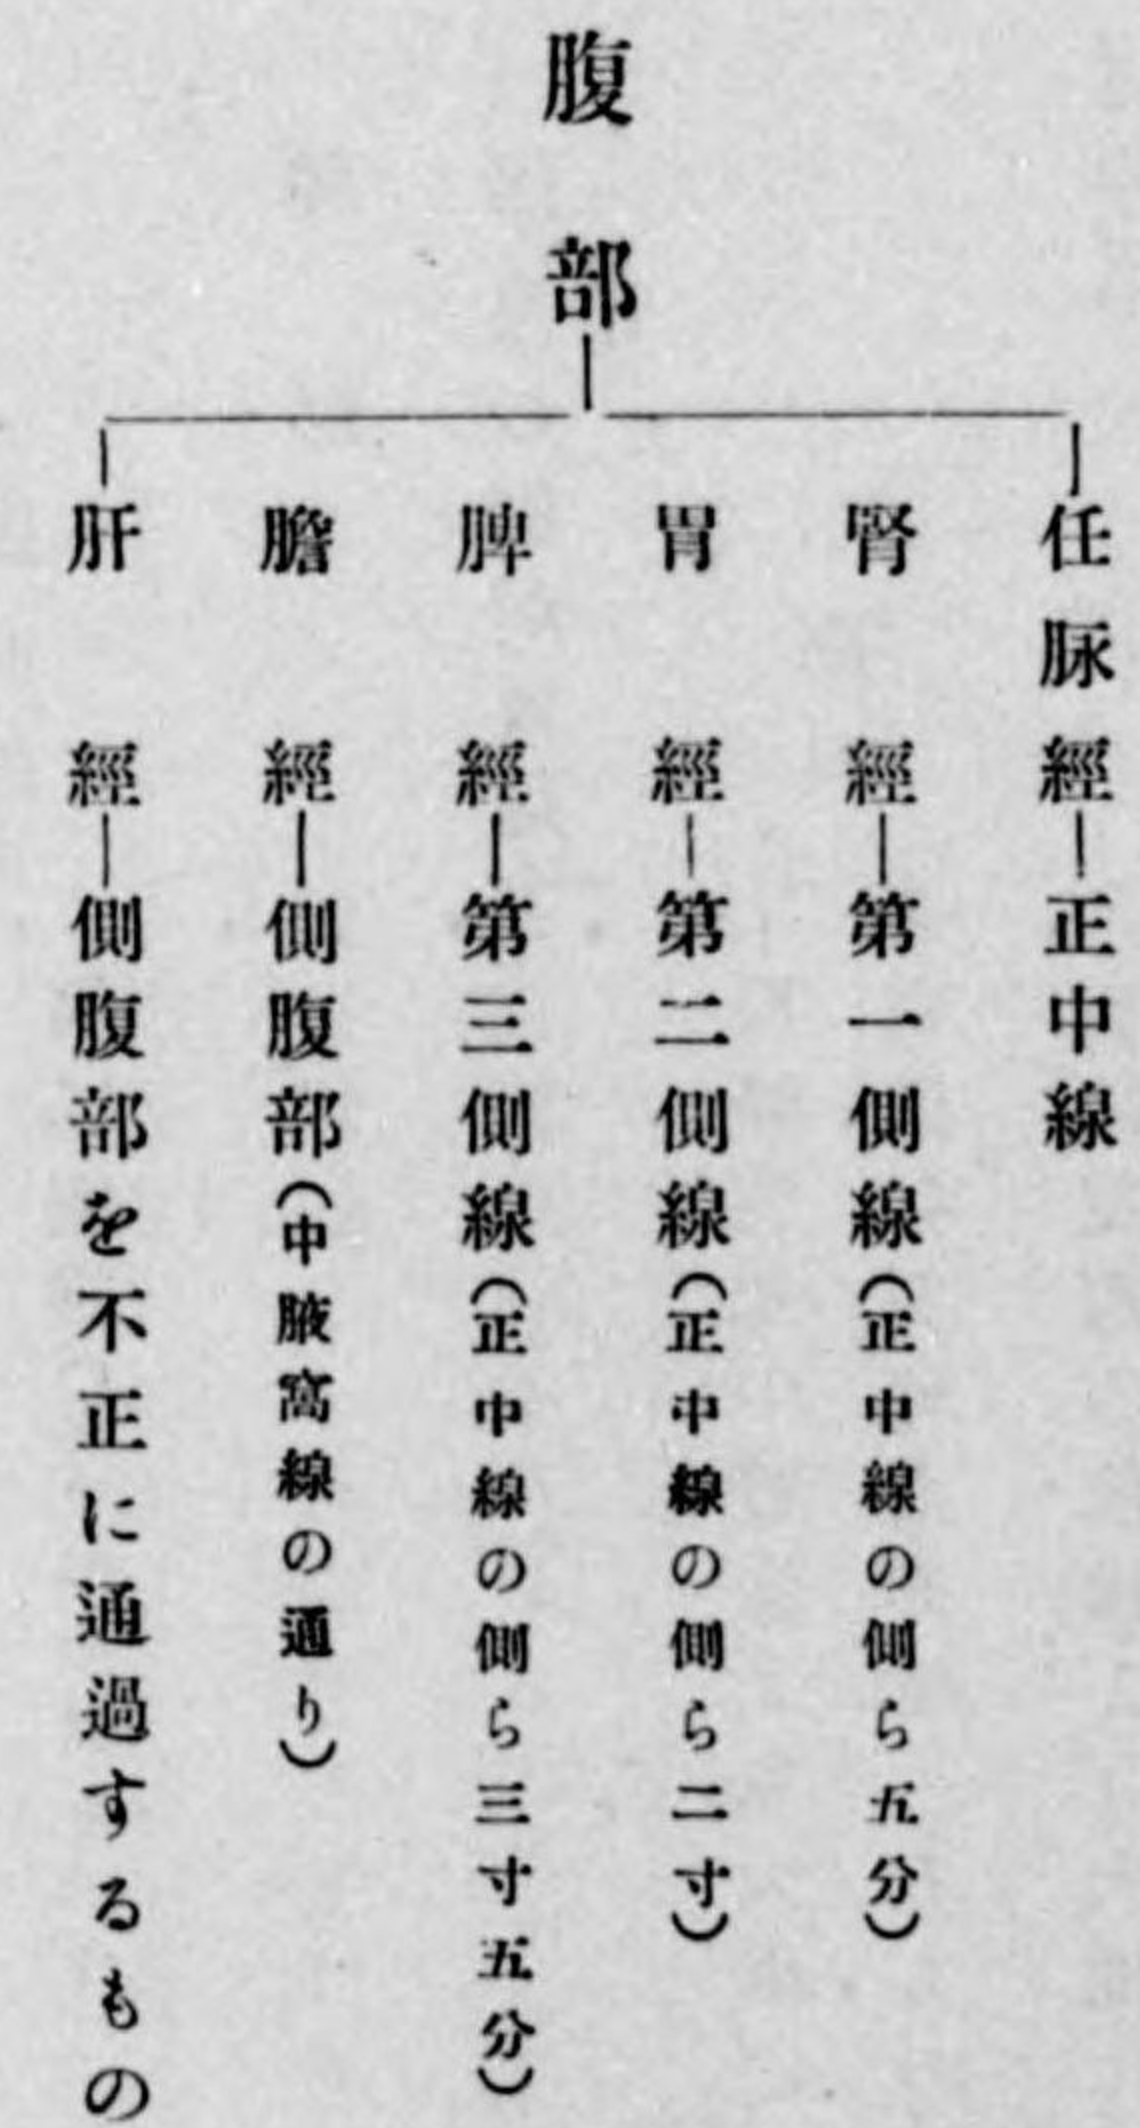 腹部
任脉經―正中線
腎經―第一側線(正中線の側ら五分)
胃經―第二側線(正中線の側ら二寸)
脾經―第三側線(正中線の側ら三寸五分)
膽經―側腹部(中腋窩線の通り)
肝經―側腹部を不正に通過するもの